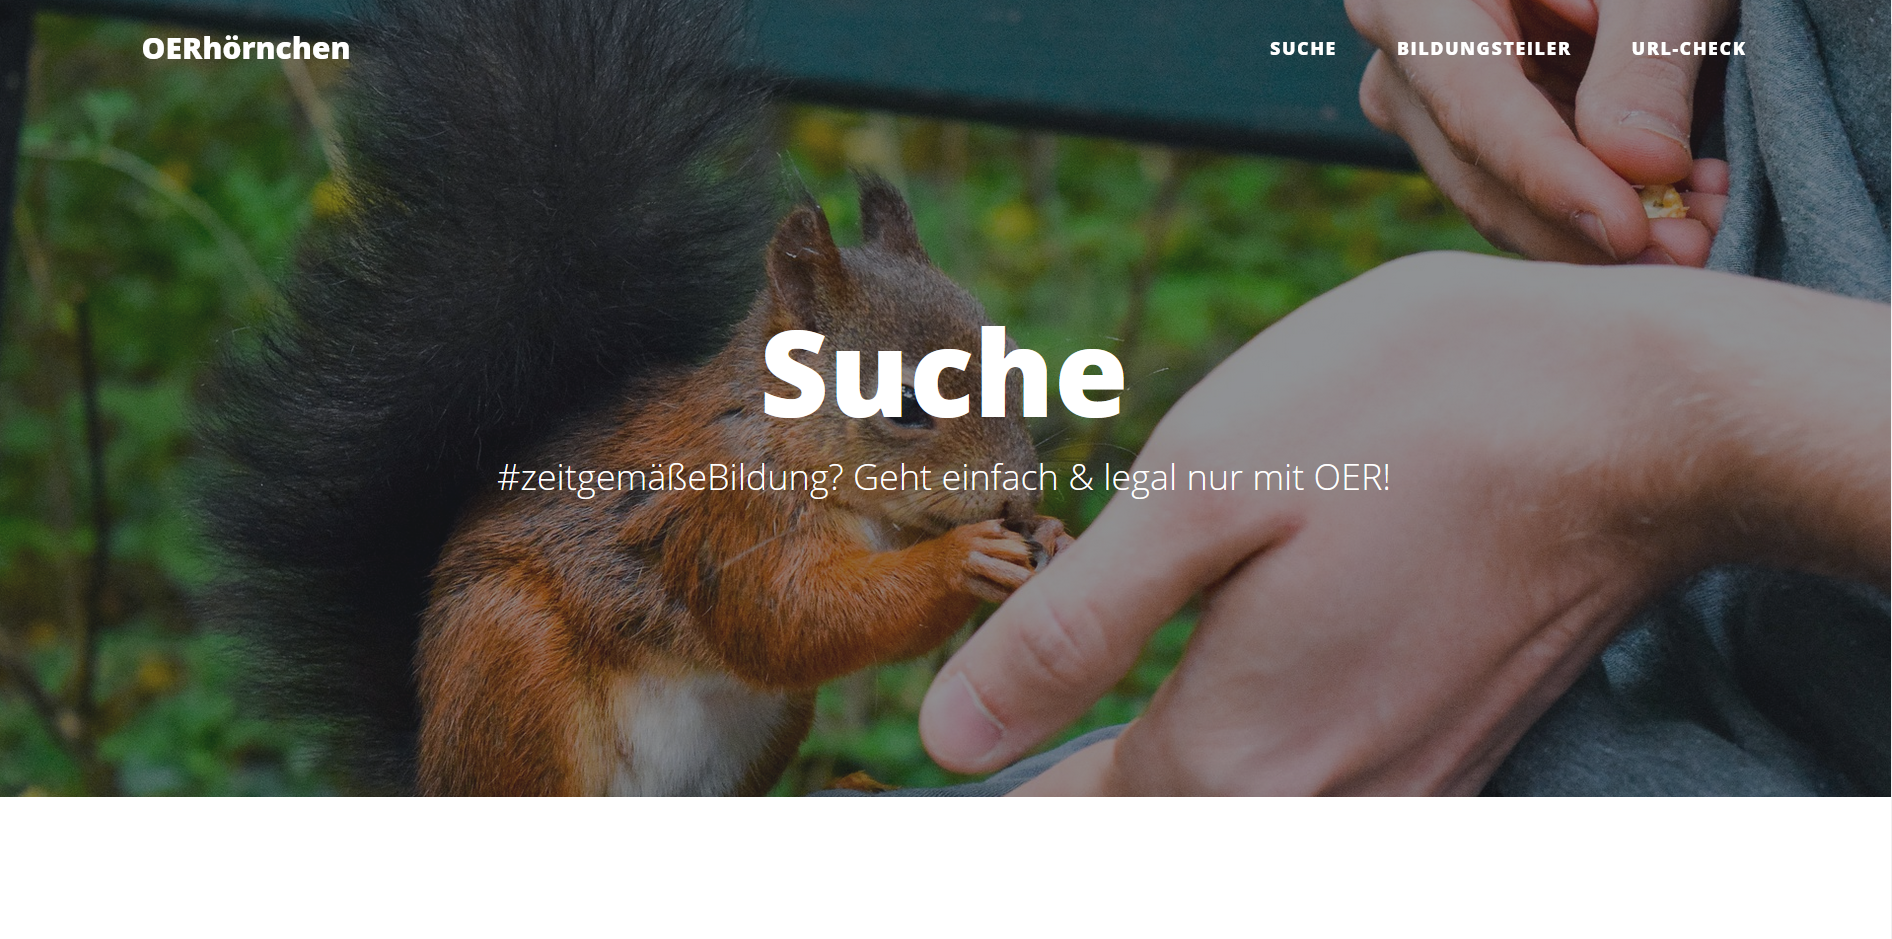 OERhörnchen
SUCHE BILDUNGSTEILER URL-CHECK
Suche
#zeitgemäßeBildung? Geht einfach & legal nur mit OER!